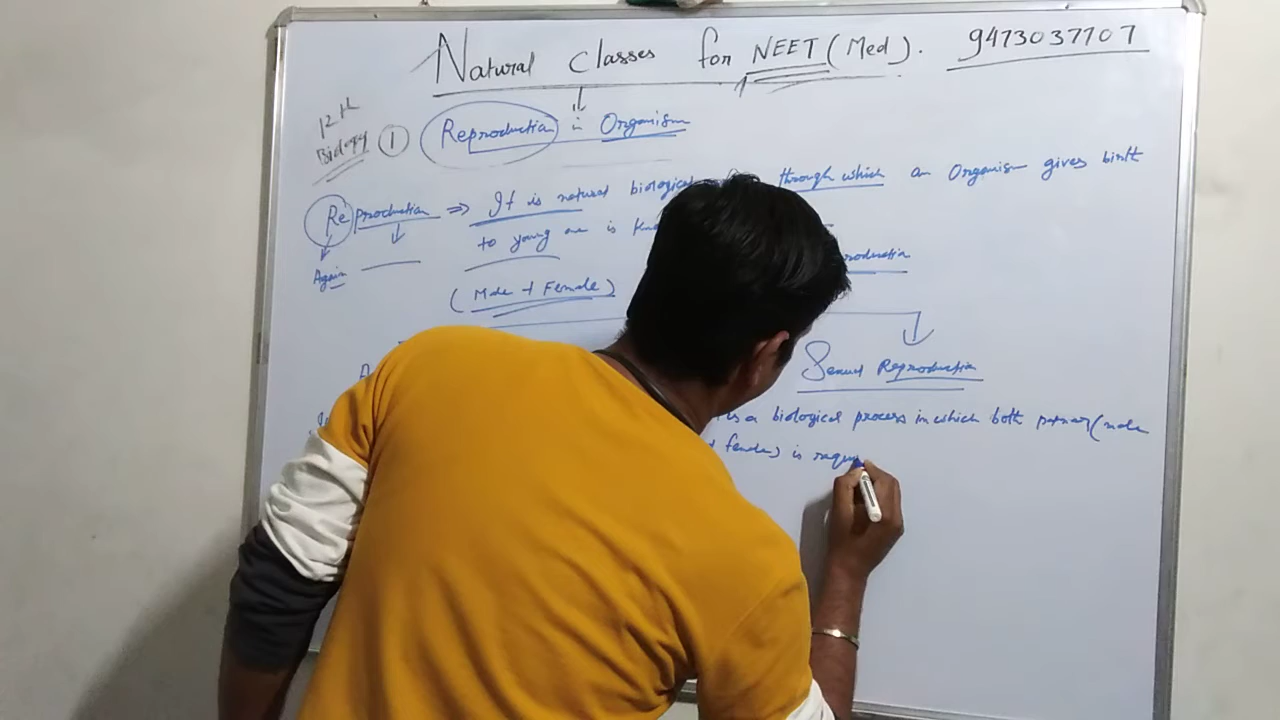 Natural Classes for NEET (Med). 9473037707
12th
Biology
1 Reproduction in Organism
Reproduction ⇒ It is natural biological through which an Organism gives birth
to young one is
Again
(Male + Female)
Sexual Reproduction
is a biological process in which both partner (male
female) is requ